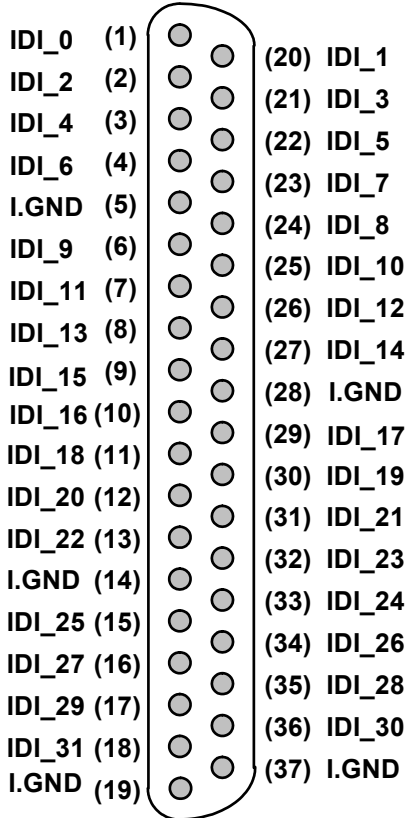 IDI_0 (1)
(20) IDI_1
IDI_2 (2)
(21) IDI_3
IDI_4 (3)
(22) IDI_5
IDI_6 (4)
(23) IDI_7
I.GND (5)
(24) IDI_8
IDI_9 (6)
(25) IDI_10
IDI_11 (7)
(26) IDI_12
IDI_13 (8)
(27) IDI_14
IDI_15 (9)
(28) I.GND
IDI_16 (10)
(29) IDI_17
IDI_18 (11)
(30) IDI_19
IDI_20 (12)
(31) IDI_21
IDI_22 (13)
(32) IDI_23
I.GND (14)
(33) IDI_24
IDI_25 (15)
(34) IDI_26
IDI_27 (16)
(35) IDI_28
IDI_29 (17)
(36) IDI_30
IDI_31 (18)
(37) I.GND
I.GND (19)